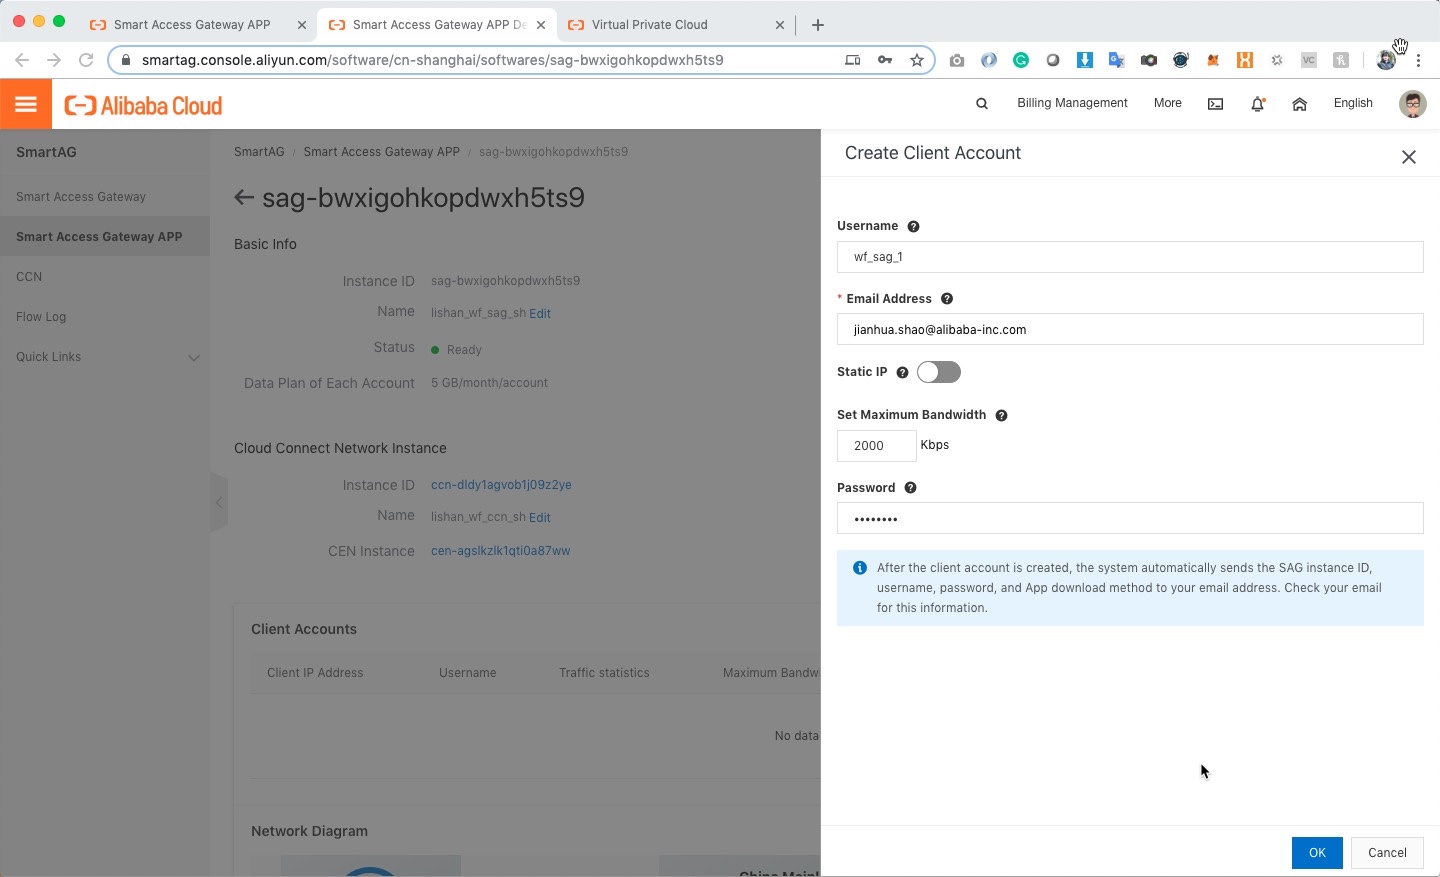 Smart Access Gateway APP
Smart Access Gateway APP De
Virtual Private Cloud
smartag.console.aliyun.com/software/cn-shanghai/softwares/sag-bwxigohkopdwxh5ts9
Alibaba Cloud
Billing Management
More
English
SmartAG
Smart Access Gateway
Smart Access Gateway APP
CCN
Flow Log
Quick Links
SmartAG / Smart Access Gateway APP / sag-bwxigohkopdwxh5ts9
sag-bwxigohkopdwxh5ts9
Basic Info
Instance ID sag-bwxigohkopdwxh5ts9
Name lishan_wf_sag_sh Edit
Status Ready
Data Plan of Each Account 5 GB/month/account
Cloud Connect Network Instance
Instance ID ccn-dldy1agvob1j09z2ye
Name lishan_wf_ccn_sh Edit
CEN Instance cen-agslkzlk1qti0a87ww
Client Accounts
Client IP Address Username Traffic statistics Maximum Bandw
No data
Network Diagram
Create Client Account
Username
wf_sag_1
* Email Address
jianhua.shao@alibaba-inc.com
Static IP
Set Maximum Bandwidth
2000 Kbps
Password
••••••••
After the client account is created, the system automatically sends the SAG instance ID,
username, password, and App download method to your email address. Check your email
for this information.
OK
Cancel